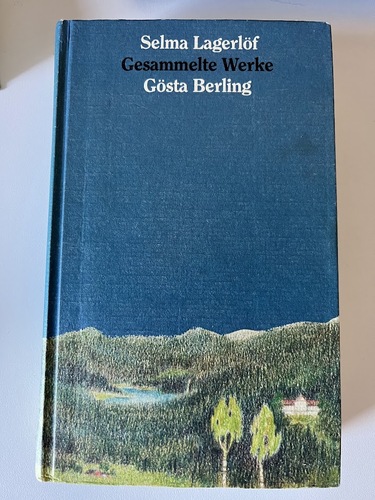 Selma Lagerlöf
Gesammelte Werke
Gösta Berling